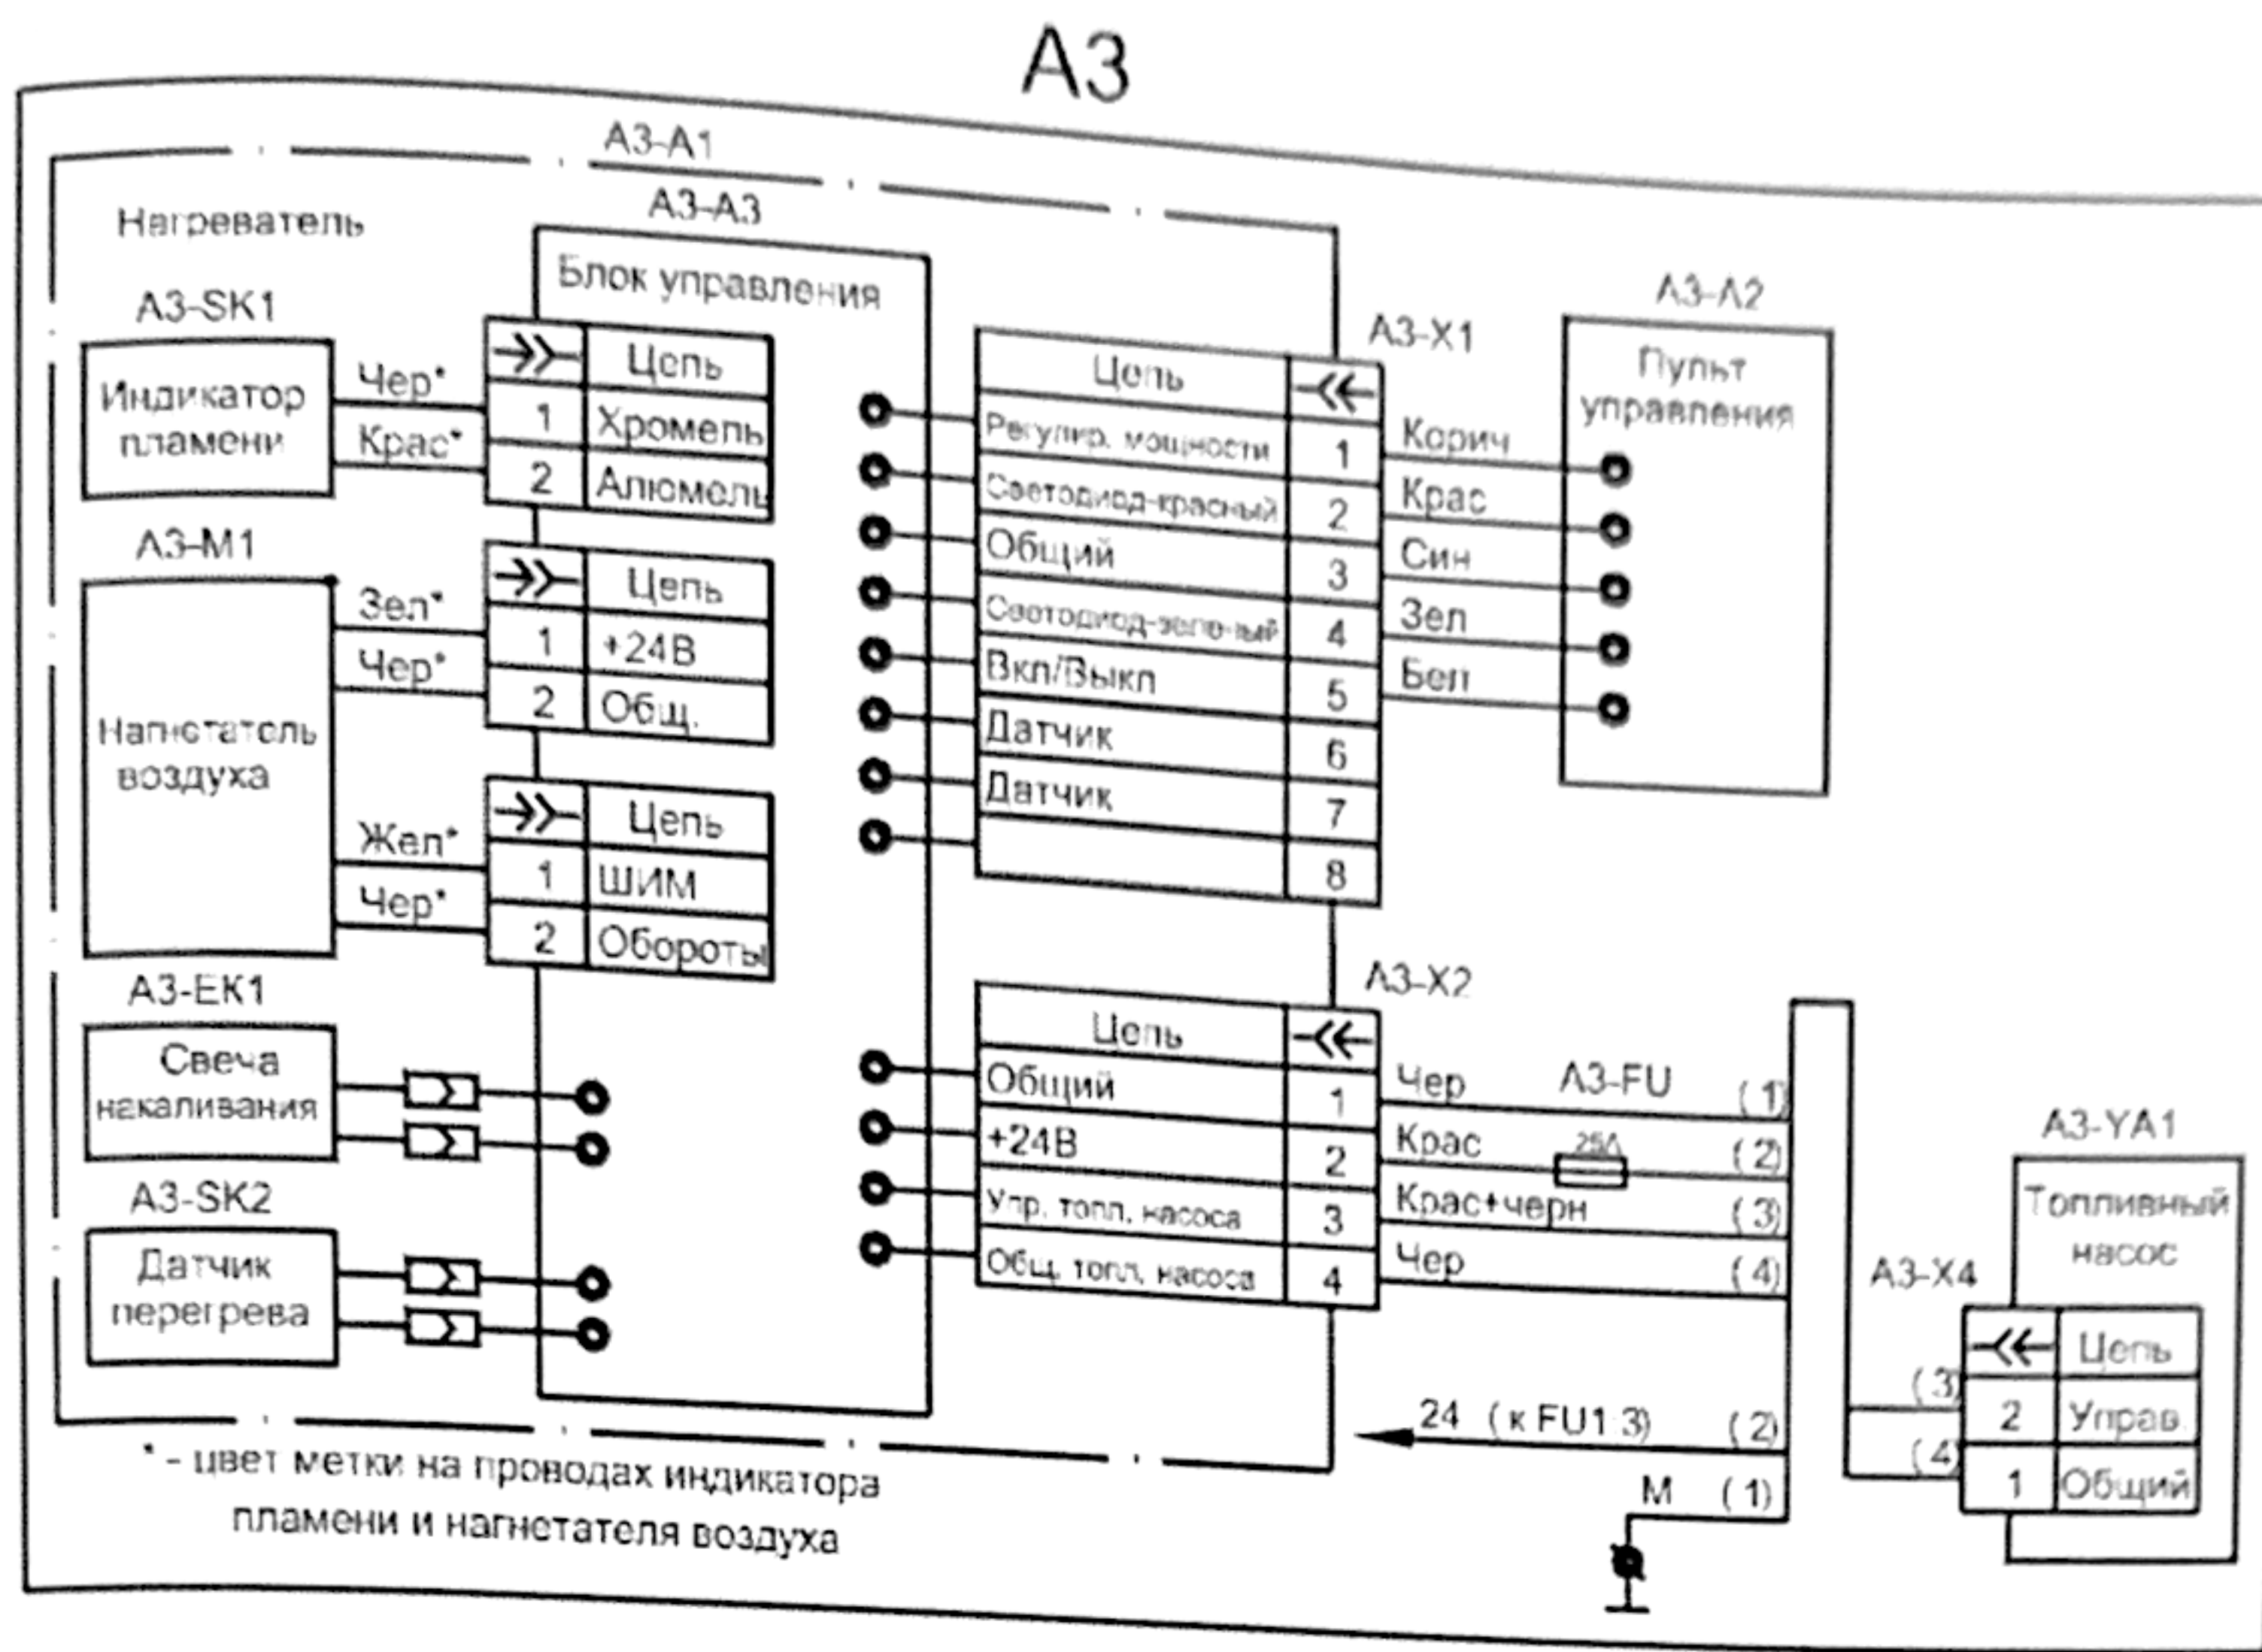 А3
А3-А1
А3-А3
Нагреватель
Блок управления
А3-SK1
Индикатор
пламени
Чер*
Крас*
Цепь
1 Хромель
2 Алюмель
А3-М1
Нагнетатель
воздуха
Зел*
Чер*
Цепь
1 +24В
2 Общ.
Жел*
Чер*
Цепь
1 ШИМ
2 Обороты
А3-ЕК1
Свеча
накаливания
А3-SK2
Датчик
перегрева
А3-Х1
Цепь
Регулир. мощности 1 Корич
Светодиод-красный 2 Крас
Общий 3 Син
Светодиод-зеленый 4 Зел
Вкл/Выкл 5 Бел
Датчик 6
Датчик 7
8
А3-А2
Пульт
управления
А3-Х2
Цепь
Общий 1 Чер (1)
+24В 2 Крас (2)
Упр. топл. насоса 3 Крас+черн (3)
Общ. топл. насоса 4 Чер (4)
А3-FU
25А
24 (к FU1.3) (2)
М (1)
А3-YA1
Топливный
насос
А3-Х4
Цепь
(3) 2 Управ.
(4) 1 Общий
* - цвет метки на проводах индикатора
пламени и нагнетателя воздуха